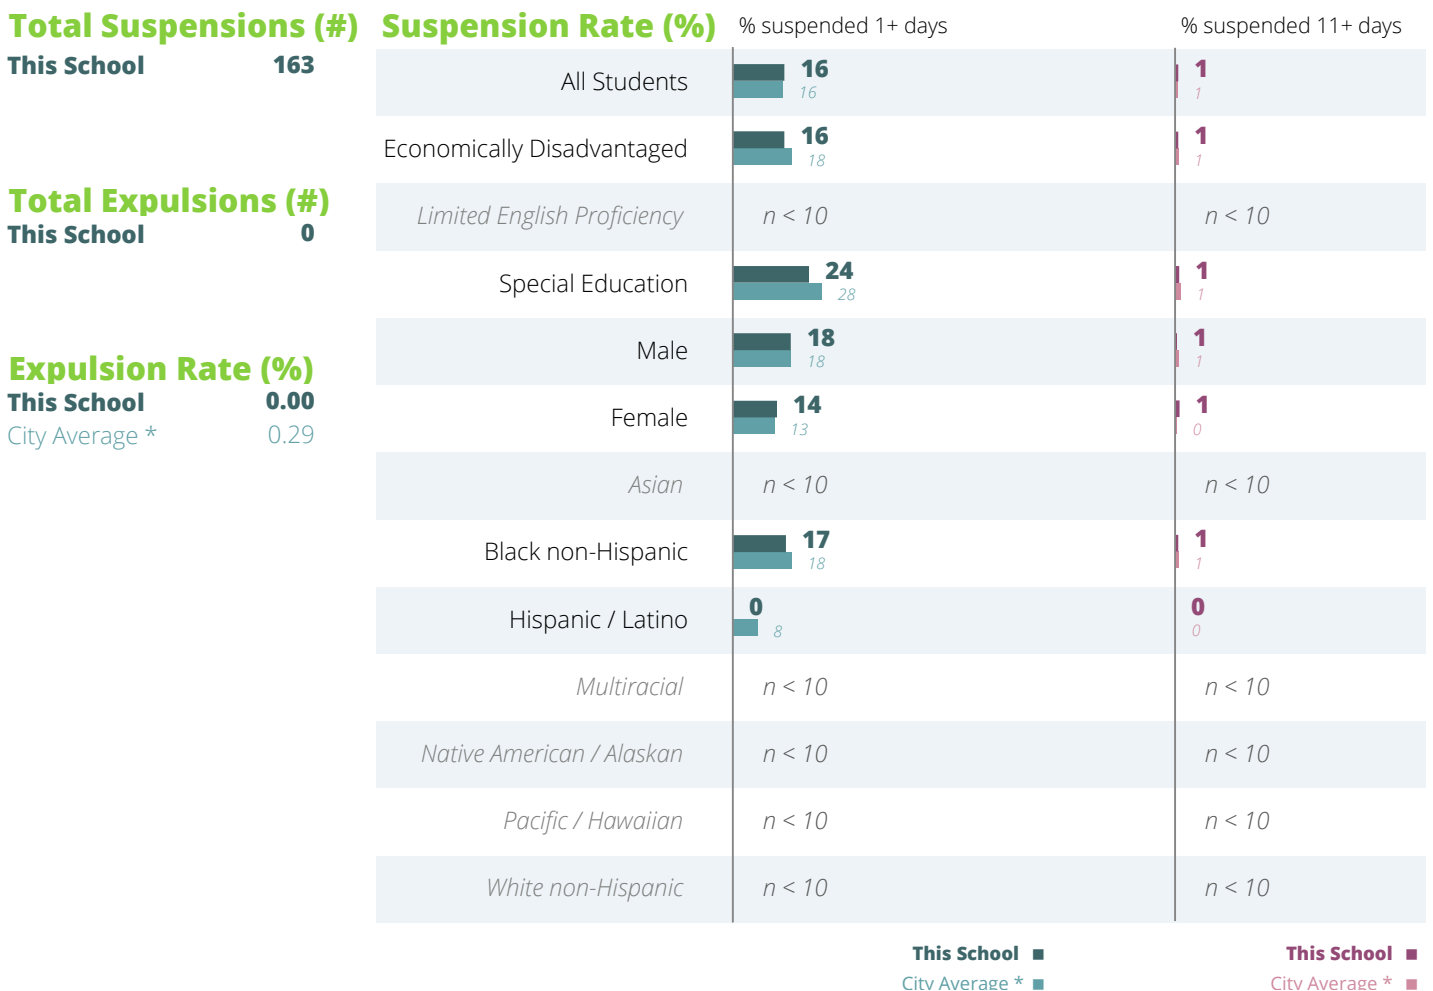 Total Suspensions (#)
This School 163
Total Expulsions (#)
This School 0
Expulsion Rate (%)
This School 0.00
City Average * 0.29
Suspension Rate (%) % suspended 1+ days % suspended 11+ days
All Students 16 1
16 1
Economically Disadvantaged 16 1
18 1
Limited English Proficiency n < 10 n < 10
Special Education 24 1
28 1
Male 18 1
18 1
Female 14 1
13 0
Asian n < 10 n < 10
Black non-Hispanic 17 1
18 1
Hispanic / Latino 0 0
8 0
Multiracial n < 10 n < 10
Native American / Alaskan n < 10 n < 10
Pacific / Hawaiian n < 10 n < 10
White non-Hispanic n < 10 n < 10
This School This School
City Average * City Average *